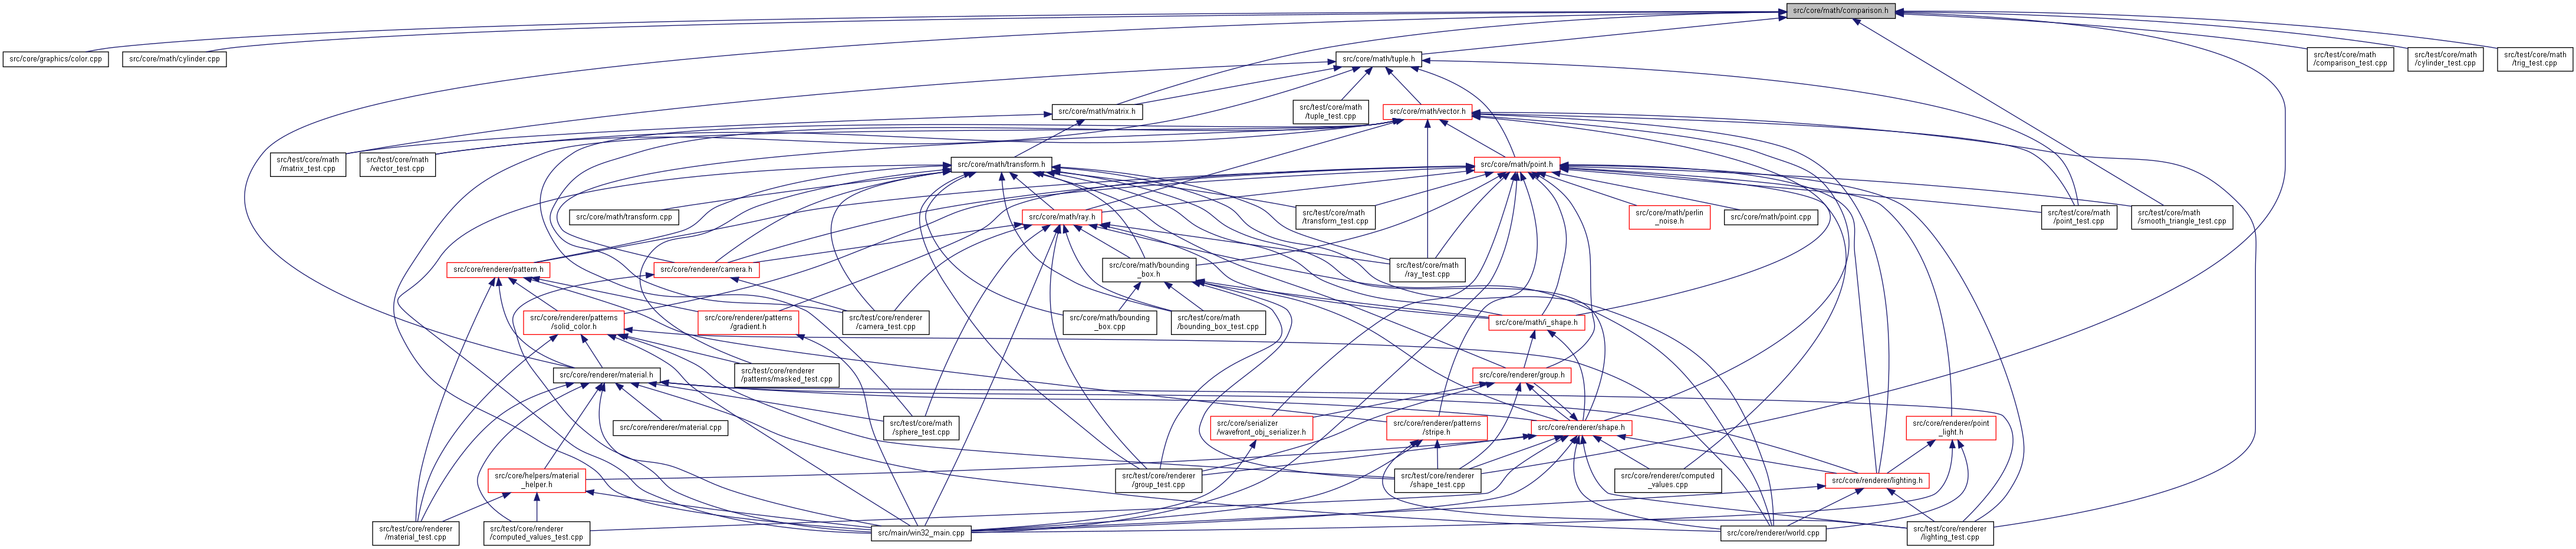 src/core/math/comparison.h
src/core/graphics/color.cpp
src/core/math/cylinder.cpp
src/core/math/tuple.h
src/test/core/math
/comparison_test.cpp
src/test/core/math
/cylinder_test.cpp
src/test/core/math
/trig_test.cpp
src/core/math/matrix.h
src/test/core/math
/tuple_test.cpp
src/core/math/vector.h
src/test/core/math
/matrix_test.cpp
src/test/core/math
/vector_test.cpp
src/core/math/transform.h
src/core/math/point.h
src/core/math/transform.cpp
src/core/math/ray.h
src/test/core/math
/transform_test.cpp
src/core/math/perlin
_noise.h
src/core/math/point.cpp
src/test/core/math
/point_test.cpp
src/test/core/math
/smooth_triangle_test.cpp
src/core/renderer/pattern.h
src/core/renderer/camera.h
src/core/math/bounding
_box.h
src/test/core/math
/ray_test.cpp
src/core/renderer/patterns
/solid_color.h
src/core/renderer/patterns
/gradient.h
src/test/core/renderer
/camera_test.cpp
src/core/math/bounding
_box.cpp
src/test/core/math
/bounding_box_test.cpp
src/core/math/i_shape.h
src/core/renderer/material.h
src/test/core/renderer
/patterns/masked_test.cpp
src/core/renderer/group.h
src/core/renderer/material.cpp
src/test/core/math
/sphere_test.cpp
src/core/serializer
/wavefront_obj_serializer.h
src/core/renderer/patterns
/stripe.h
src/core/renderer/shape.h
src/core/renderer/point
_light.h
src/core/helpers/material
_helper.h
src/test/core/renderer
/group_test.cpp
src/test/core/renderer
/shape_test.cpp
src/core/renderer/computed
_values.cpp
src/core/renderer/lighting.h
src/test/core/renderer
/material_test.cpp
src/test/core/renderer
/computed_values_test.cpp
src/main/win32_main.cpp
src/core/renderer/world.cpp
src/test/core/renderer
/lighting_test.cpp